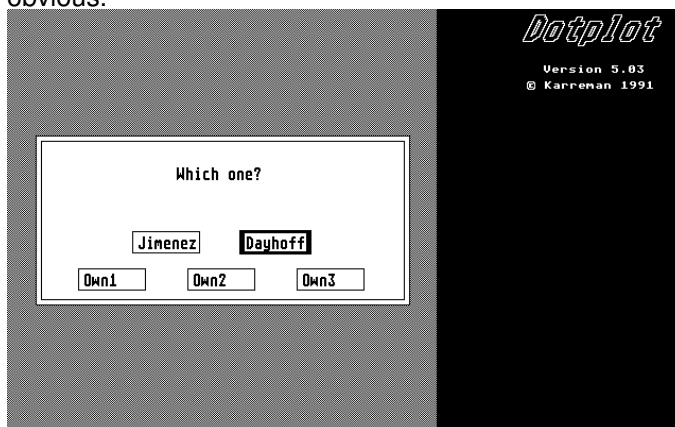 obvious.
Dotplot
Version 5.03
© Karreman 1991
Which one?
Jimenez Dayhoff
Own1 Own2 Own3